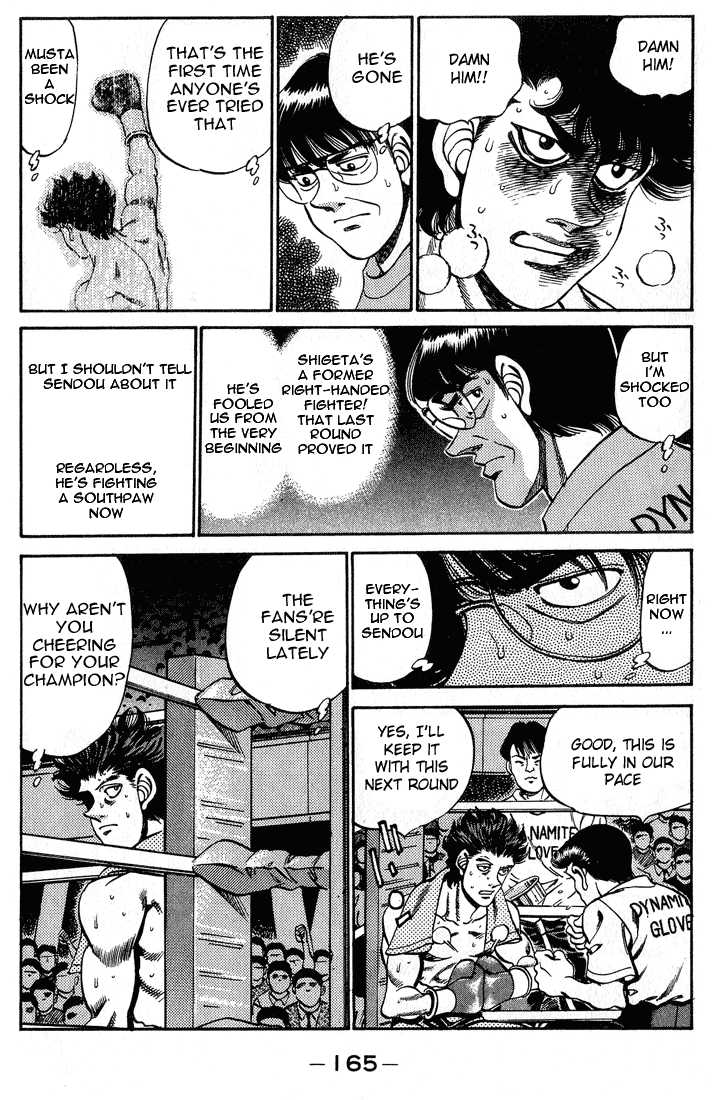 DAMN
HIM!
DAMN
HIM!!
HE'S
GONE
THAT'S THE
FIRST TIME
ANYONE'S
EVER TRIED
THAT
MUSTA
BEEN
A
SHOCK
BUT
I'M
SHOCKED
TOO
SHIGETA'S
A FORMER
RIGHT-HANDED
FIGHTER!
THAT LAST
ROUND
PROVED IT
HE'S
FOOLED
US FROM
THE VERY
BEGINNING
BUT I SHOULDN'T TELL
SENDOU ABOUT IT
REGARDLESS,
HE'S FIGHTING
A SOUTHPAW
NOW
DYN
RIGHT
NOW
...
EVERY-
THING'S
UP TO
SENDOU
GOOD, THIS IS
FULLY IN OUR
PACE
YES, I'LL
KEEP IT
WITH THIS
NEXT ROUND
NAMITE
GLOVE
DYNAMIT
GLOVE
THE
FANS'RE
SILENT
LATELY
WHY AREN'T
YOU
CHEERING
FOR YOUR
CHAMPION?
-165-